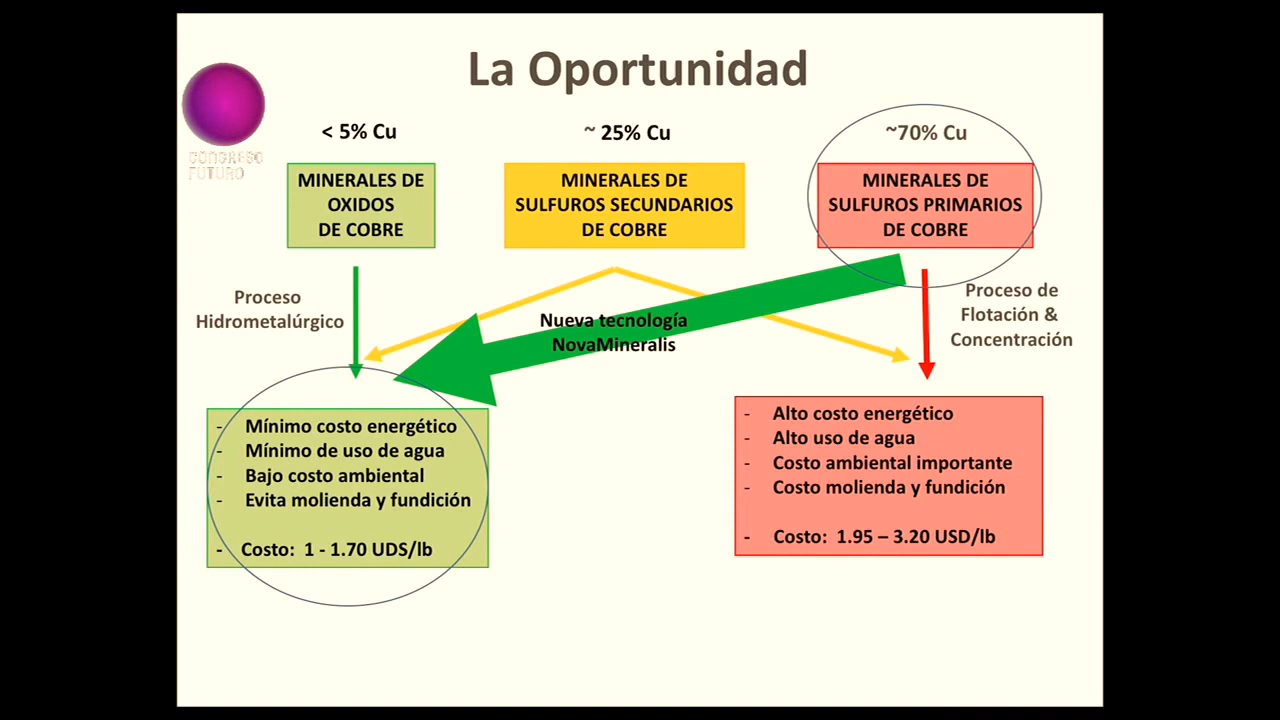 La Oportunidad
CONGRESO
FUTURO
< 5% Cu
~ 25% Cu
~70% Cu
MINERALES DE
OXIDOS
DE COBRE
MINERALES DE
SULFUROS SECUNDARIOS
DE COBRE
MINERALES DE
SULFUROS PRIMARIOS
DE COBRE
Proceso
Hidrometalúrgico
Nueva tecnología
NovaMineralis
Proceso de
Flotación &
Concentración
- Mínimo costo energético
- Mínimo de uso de agua
- Bajo costo ambiental
- Evita molienda y fundición
- Costo: 1 - 1.70 UDS/lb
- Alto costo energético
- Alto uso de agua
- Costo ambiental importante
- Costo molienda y fundición
- Costo: 1.95 – 3.20 USD/lb